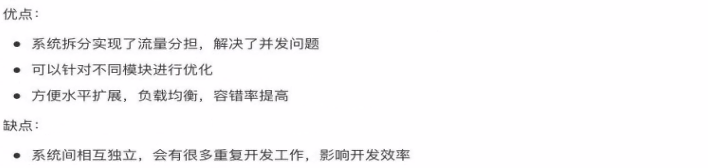 优点：
• 系统拆分实现了流量分担，解决了并发问题
• 可以针对不同模块进行优化
• 方便水平扩展，负载均衡，容错率提高
缺点：
• 系统间相互独立，会有很多重复开发工作，影响开发效率